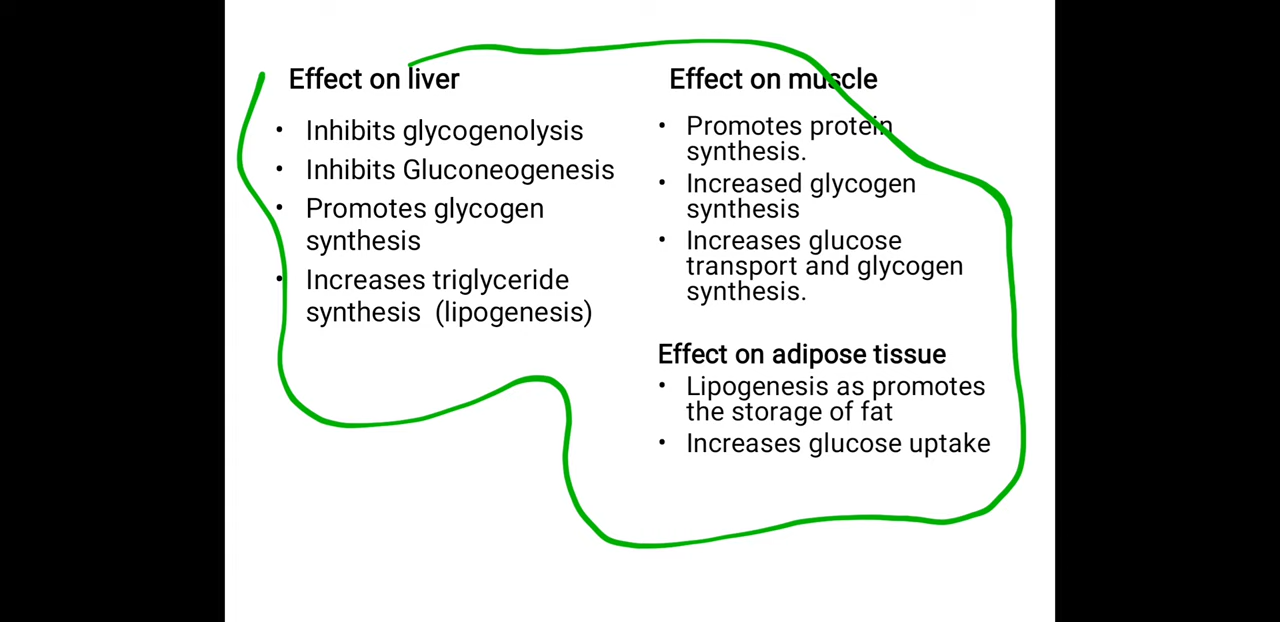 Effect on liver
• Inhibits glycogenolysis
• Inhibits Gluconeogenesis
• Promotes glycogen
synthesis
• Increases triglyceride
synthesis (lipogenesis)
Effect on muscle
• Promotes protein
synthesis.
• Increased glycogen
synthesis
• Increases glucose
transport and glycogen
synthesis.
Effect on adipose tissue
• Lipogenesis as promotes
the storage of fat
• Increases glucose uptake